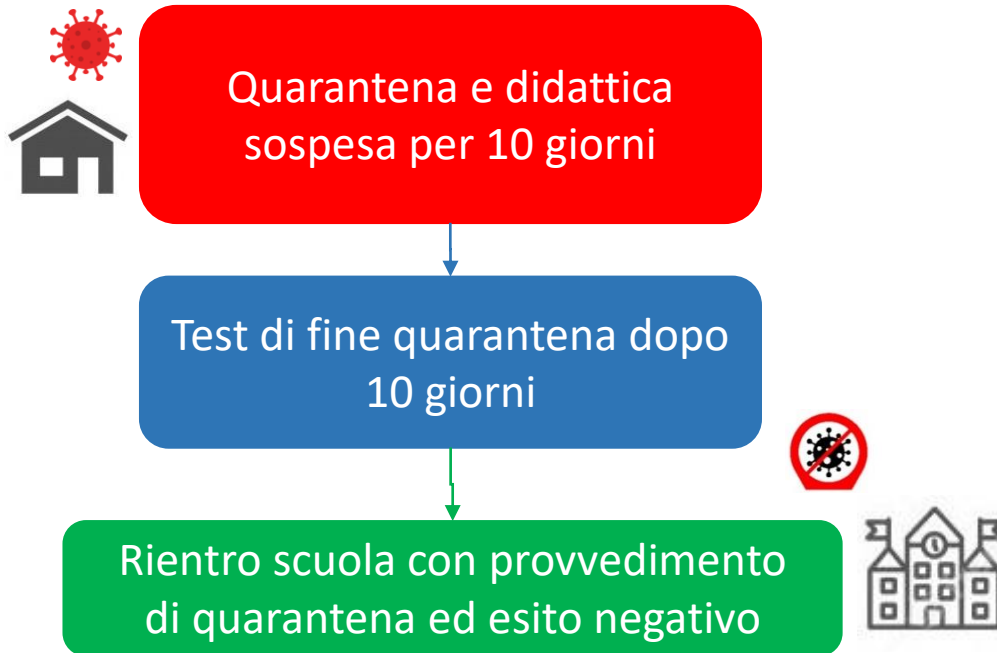 Quarantena e didattica
sospesa per 10 giorni
Test di fine quarantena dopo
10 giorni
Rientro scuola con provvedimento
di quarantena ed esito negativo